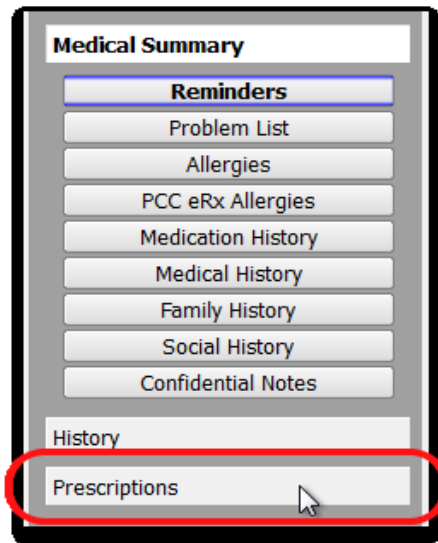 Medical Summary
Reminders
Problem List
Allergies
PCC eRx Allergies
Medication History
Medical History
Family History
Social History
Confidential Notes
History
Prescriptions